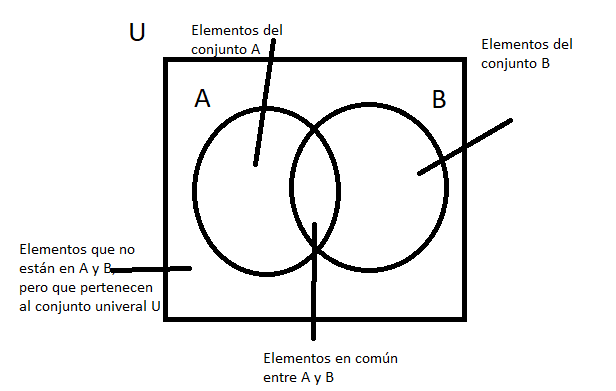 U
Elementos del
conjunto A
Elementos del
conjunto B
A
B
Elementos que no
están en A y B,
pero que pertenecen
al conjunto univeral U
Elementos en común
entre A y B